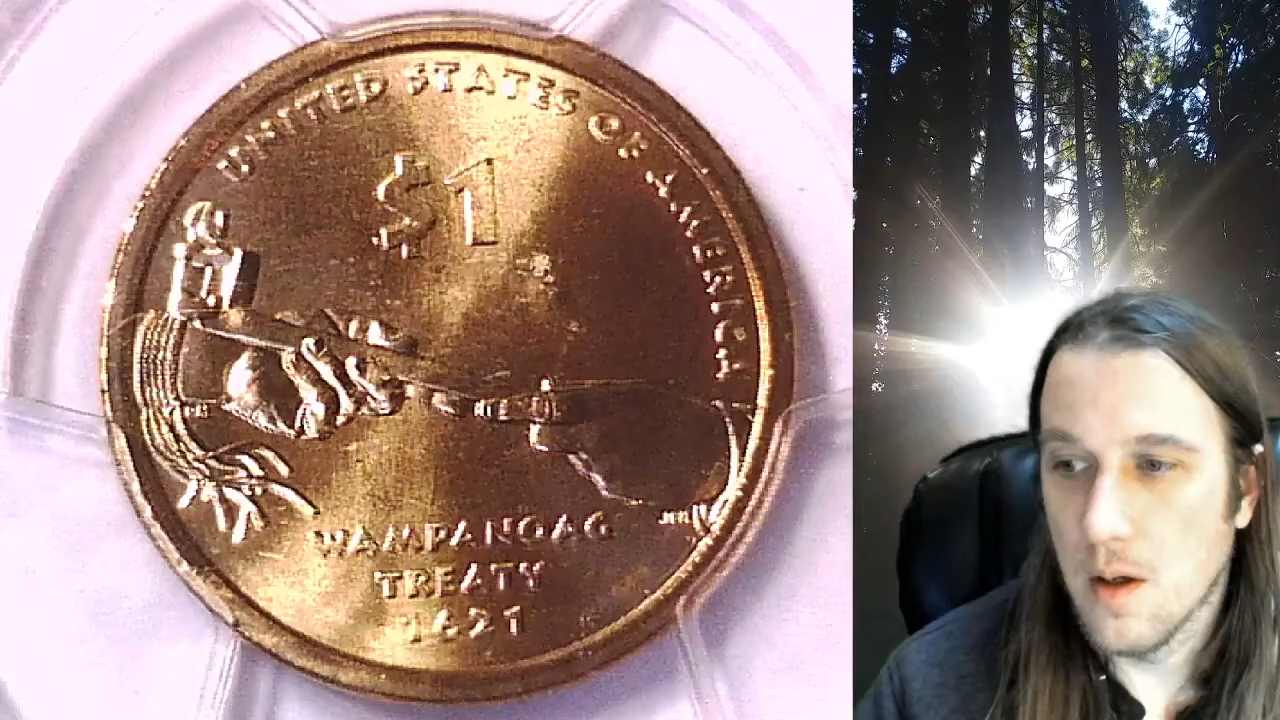 UNITED STATES OF AMERICA
$1
WAMPANOAG
TREATY
1621